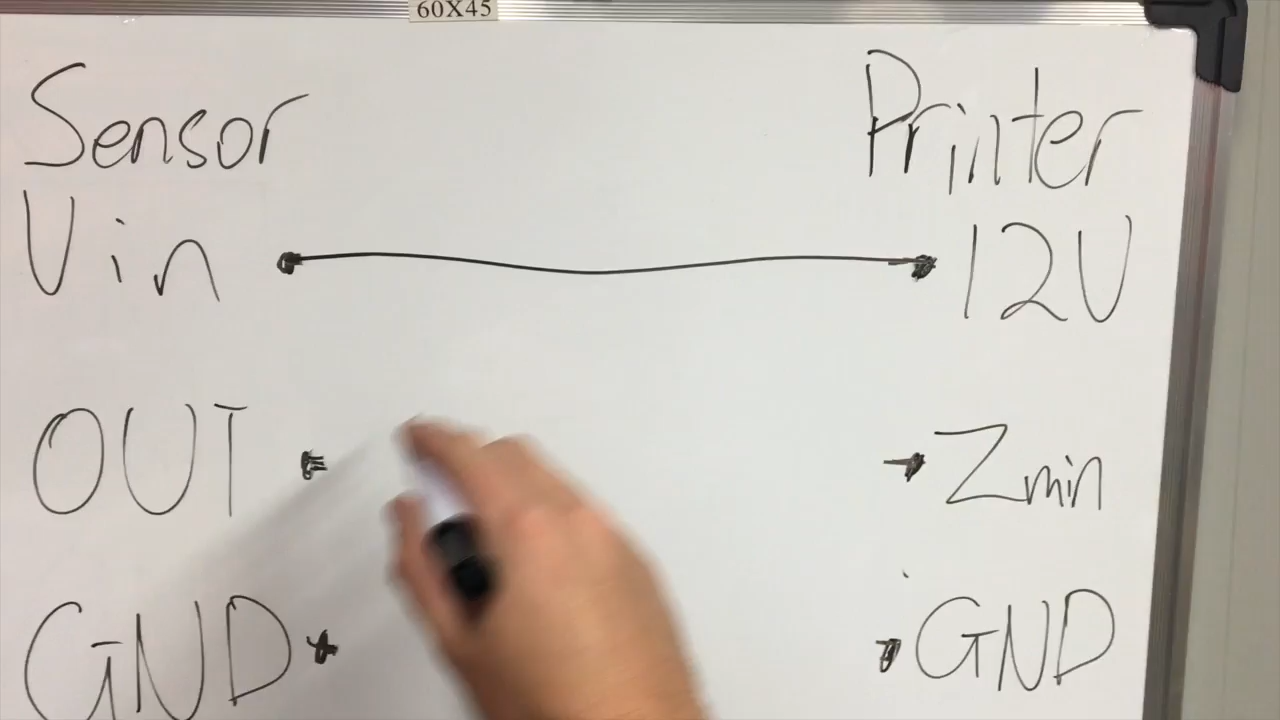 60X45
Sensor Printer
Vin 12V
OUT Zmin
GND GND